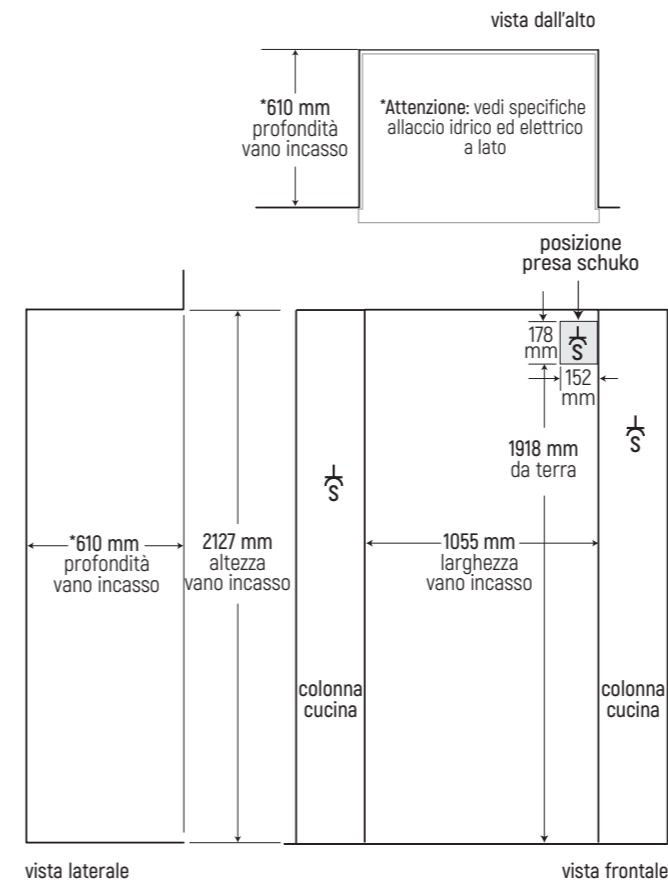 vista dall'alto
*610 mm
profondità
vano incasso
*Attenzione: vedi specifiche
allaccio idrico ed elettrico
a lato
posizione
presa schuko
178
mm
S
152
mm
S
1918 mm
da terra
S
*610 mm
profondità
vano incasso
2127 mm
altezza
vano incasso
1055 mm
larghezza
vano incasso
colonna
cucina
colonna
cucina
vista laterale
vista frontale